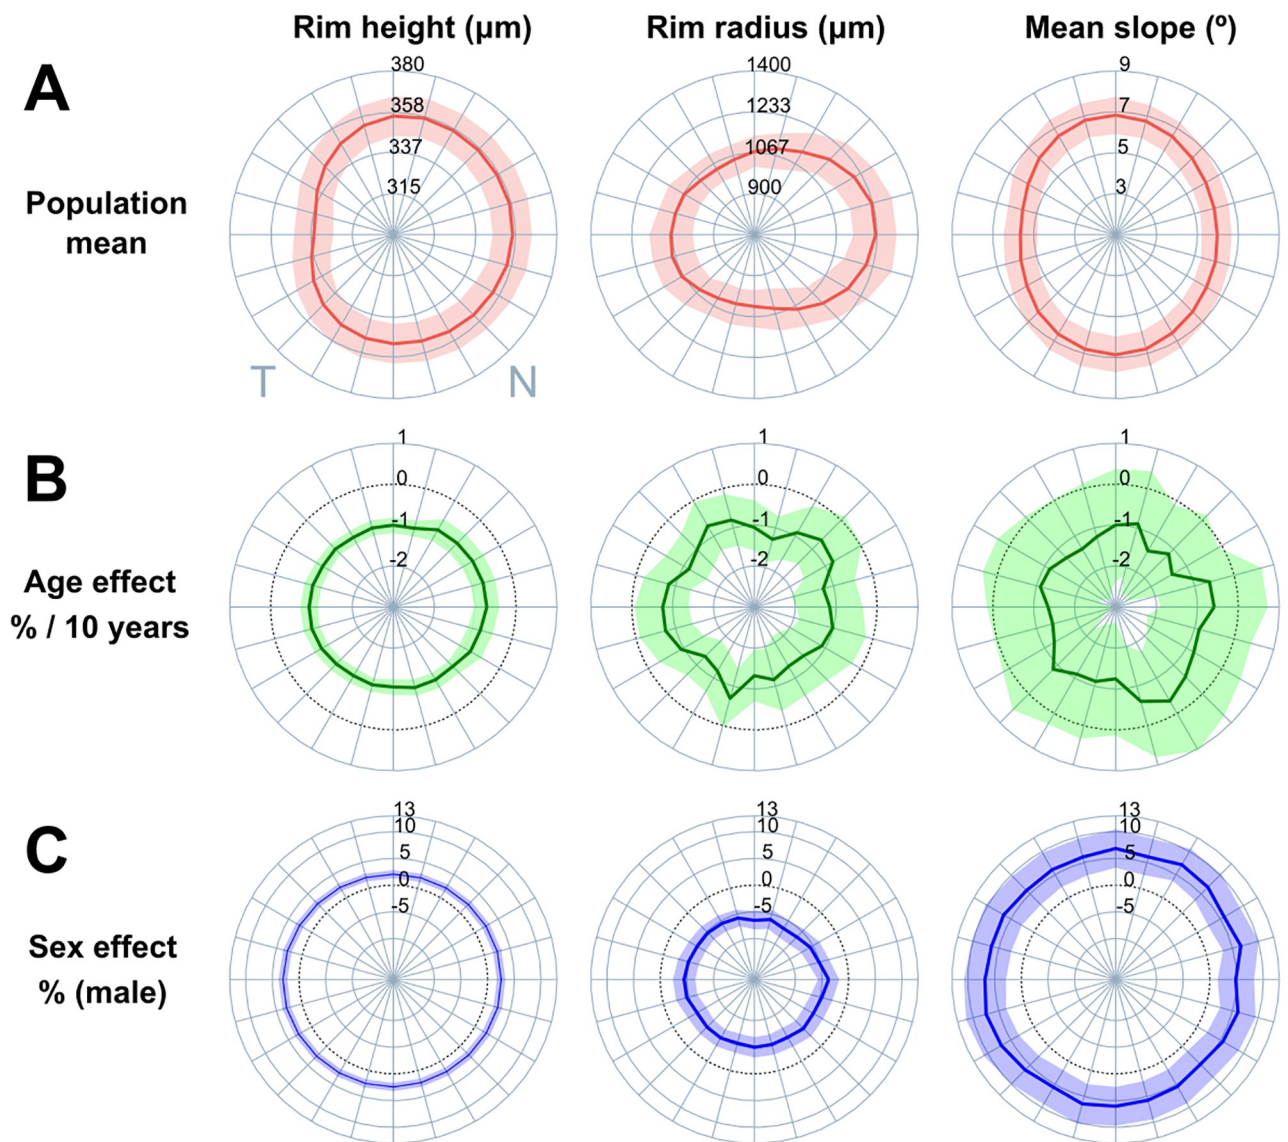 Rim height (µm) Rim radius (µm) Mean slope (º)
A
380 1400 9
358 1233 7
337 1067 5
315 900 3
Population
mean
T N
B
1 1 1
0 0 0
-1 -1 -1
-2 -2 -2
Age effect
% / 10 years
C
13 13 13
10 10 10
5 5 5
0 0 0
-5 -5 -5
Sex effect
% (male)